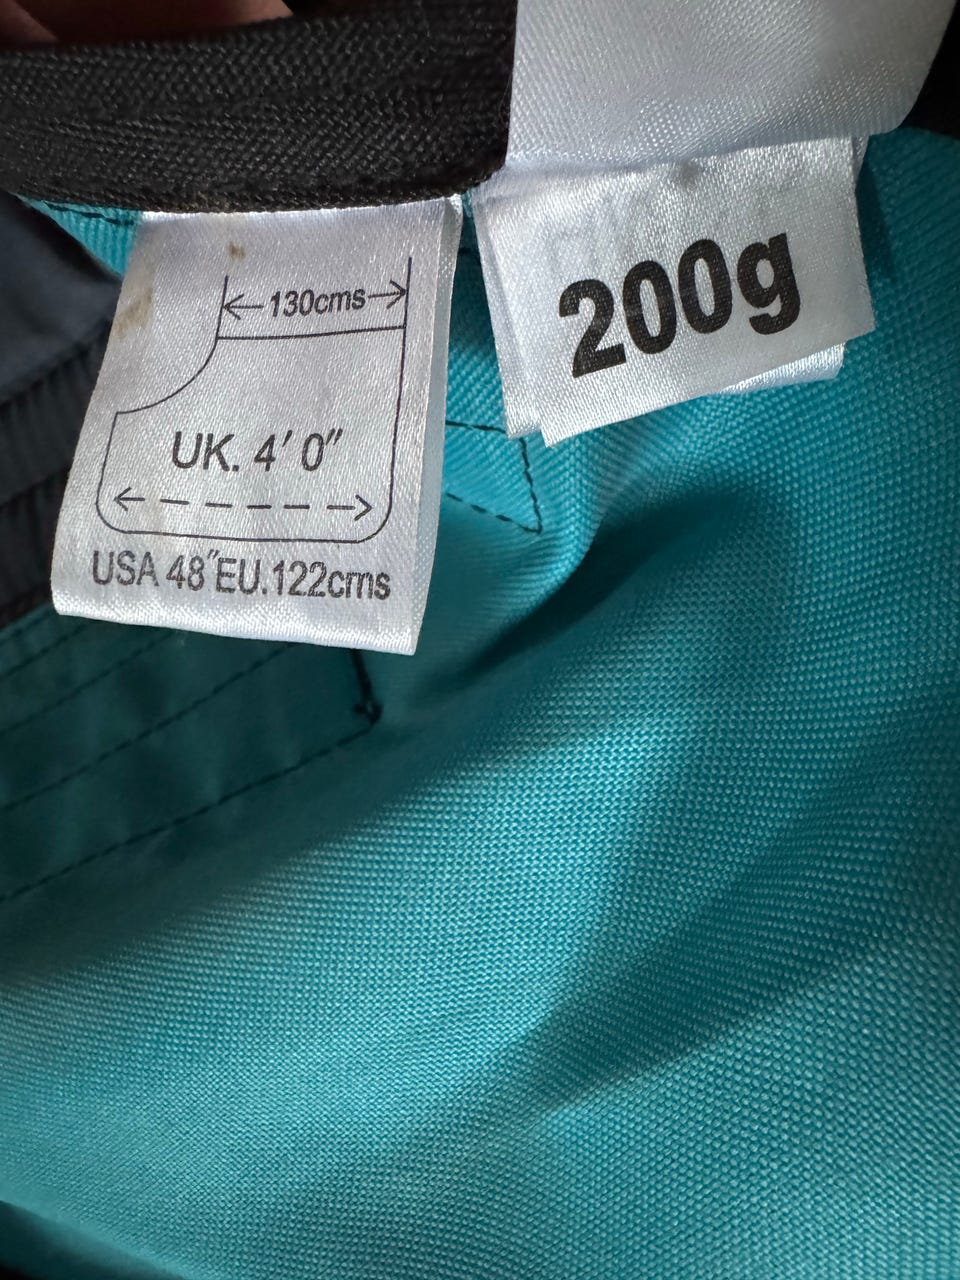 130cms
UK. 4' 0"
USA 48"EU.122cms
200g